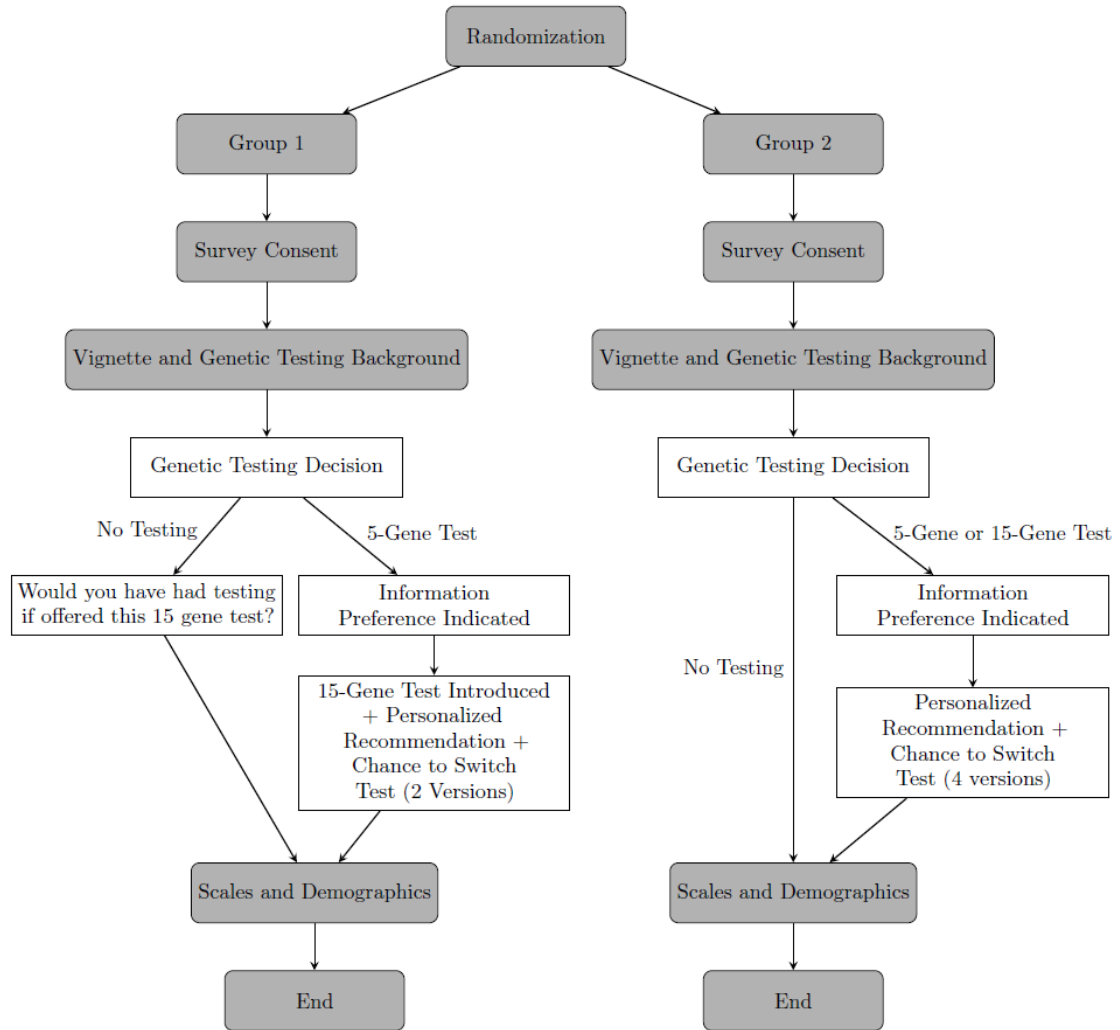 Randomization
Group 1
Group 2
Survey Consent
Survey Consent
Vignette and Genetic Testing Background
Vignette and Genetic Testing Background
Genetic Testing Decision
Genetic Testing Decision
No Testing
5-Gene Test
5-Gene or 15-Gene Test
Would you have had testing
if offered this 15 gene test?
Information
Preference Indicated
Information
Preference Indicated
No Testing
15-Gene Test Introduced
+ Personalized
Recommendation +
Chance to Switch
Test (2 Versions)
Personalized
Recommendation +
Chance to Switch
Test (4 versions)
Scales and Demographics
Scales and Demographics
End
End